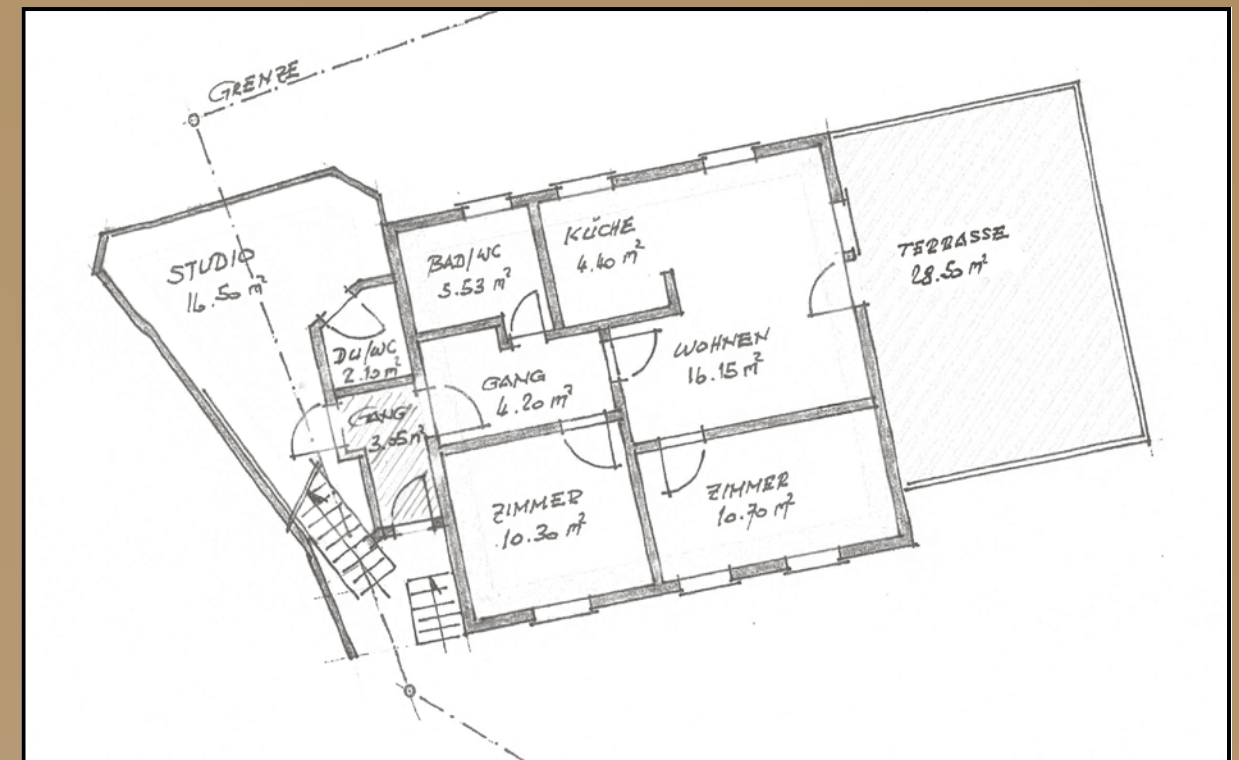 GRENZE
STUDIO
16.50 m²
BAD/WC
5.53 m²
KÜCHE
4.40 m²
TERRASSE
28.50 m²
DU/WC
2.10 m²
WOHNEN
16.15 m²
GANG
4.20 m²
GANG
3.05 m²
ZIMMER
10.30 m²
ZIMMER
10.70 m²